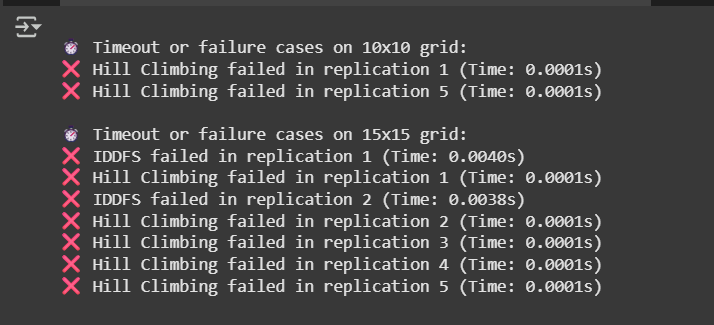 ⏰ Timeout or failure cases on 10x10 grid:
❌ Hill Climbing failed in replication 1 (Time: 0.0001s)
❌ Hill Climbing failed in replication 5 (Time: 0.0001s)
⏰ Timeout or failure cases on 15x15 grid:
❌ IDDFS failed in replication 1 (Time: 0.0040s)
❌ Hill Climbing failed in replication 1 (Time: 0.0001s)
❌ IDDFS failed in replication 2 (Time: 0.0038s)
❌ Hill Climbing failed in replication 2 (Time: 0.0001s)
❌ Hill Climbing failed in replication 3 (Time: 0.0001s)
❌ Hill Climbing failed in replication 4 (Time: 0.0001s)
❌ Hill Climbing failed in replication 5 (Time: 0.0001s)